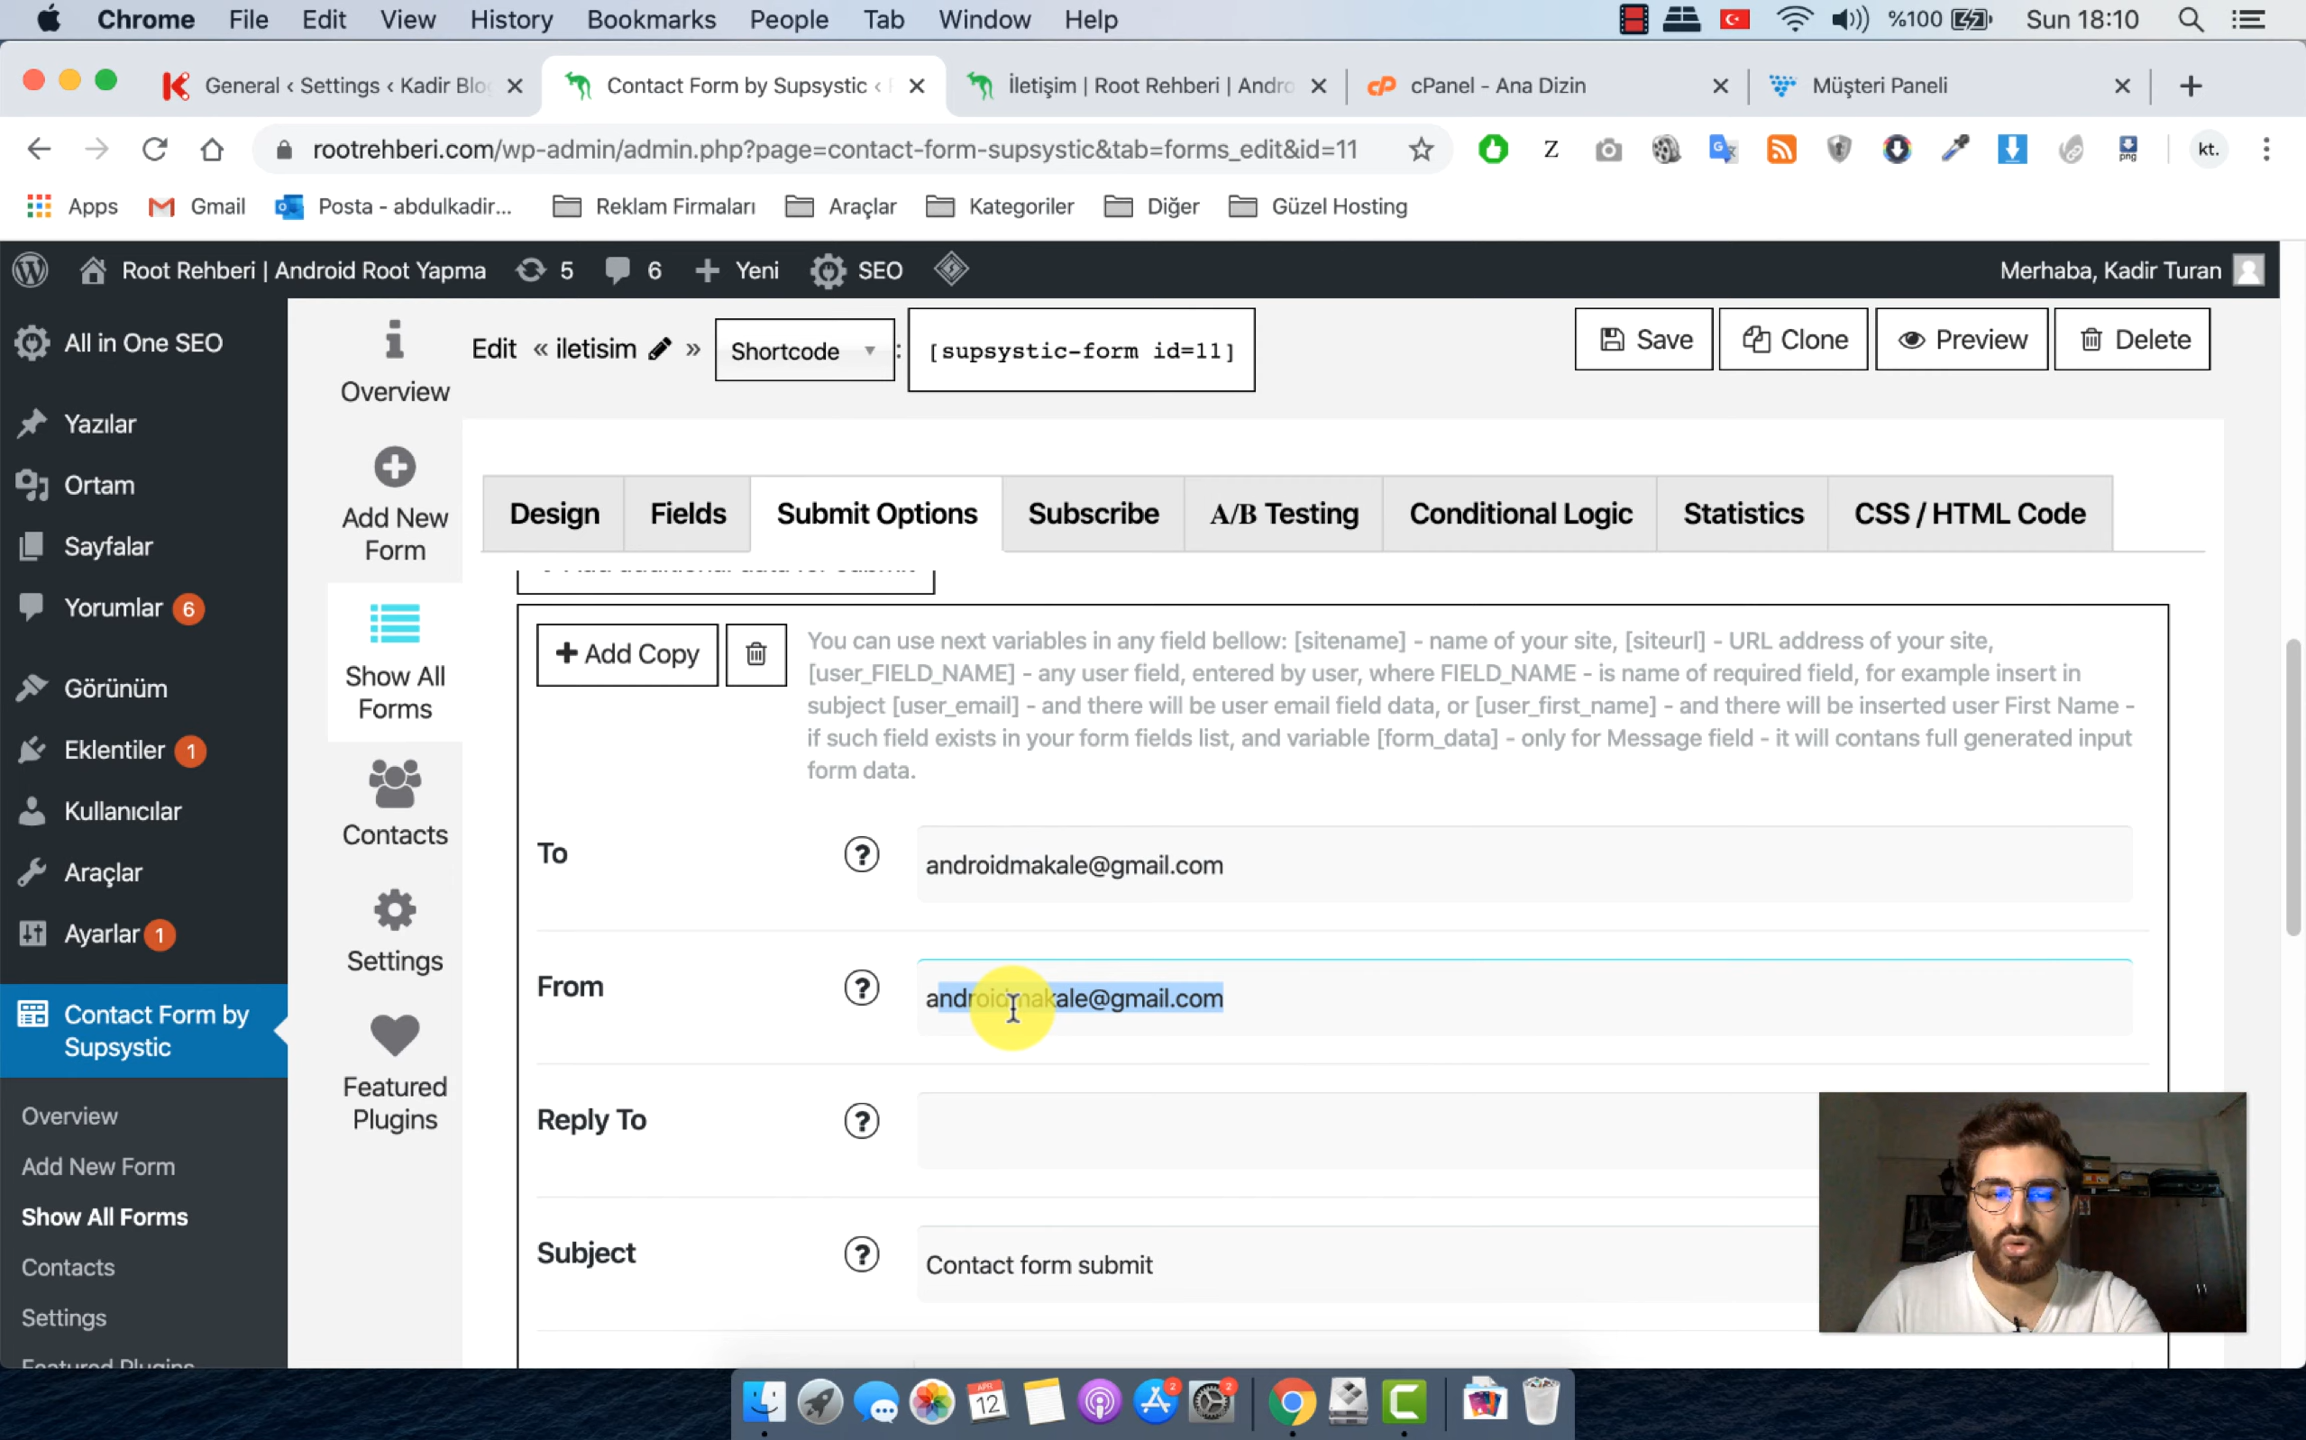 Chrome File Edit View History Bookmarks People Tab Window Help %100 Sun 18:10
General ‹ Settings ‹ Kadir Blo
Contact Form by Supsystic ‹
İletişim | Root Rehberi | Andro
cPanel - Ana Dizin
Müşteri Paneli
rootrehberi.com/wp-admin/admin.php?page=contact-form-supsystic&tab=forms_edit&id=11
Z
png
kt.
Apps Gmail Posta - abdulkadir... Reklam Firmaları Araçlar Kategoriler Diğer Güzel Hosting
Root Rehberi | Android Root Yapma 5 6 Yeni SEO Merhaba, Kadir Turan
All in One SEO
Yazılar
Ortam
Sayfalar
Yorumlar 6
Görünüm
Eklentiler 1
Kullanıcılar
Araçlar
Ayarlar 1
Contact Form by
Supsystic
Overview
Add New Form
Show All Forms
Contacts
Settings
Featured Plugins
Overview
Add New
Form
Show All
Forms
Contacts
Settings
Featured
Plugins
Edit « iletisim » Shortcode : [supsystic-form id=11] Save Clone Preview Delete
Design Fields Submit Options Subscribe A/B Testing Conditional Logic Statistics CSS / HTML Code
Add Copy
You can use next variables in any field bellow: [sitename] - name of your site, [siteurl] - URL address of your site,
[user_FIELD_NAME] - any user field, entered by user, where FIELD_NAME - is name of required field, for example insert in
subject [user_email] - and there will be user email field data, or [user_first_name] - and there will be inserted user First Name -
if such field exists in your form fields list, and variable [form_data] - only for Message field - it will contans full generated input
form data.
To ? androidmakale@gmail.com
From ? androidmakale@gmail.com
Reply To ?
Subject ? Contact form submit
APR
12
2
2